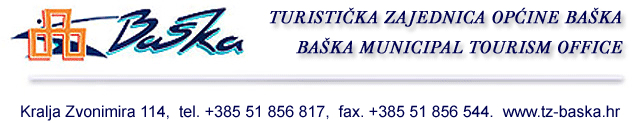 Baška
TURISTIČKA ZAJEDNICA OPĆINE BAŠKA
BAŠKA MUNICIPAL TOURISM OFFICE
Kralja Zvonimira 114, tel. +385 51 856 817, fax. +385 51 856 544. www.tz-baska.hr